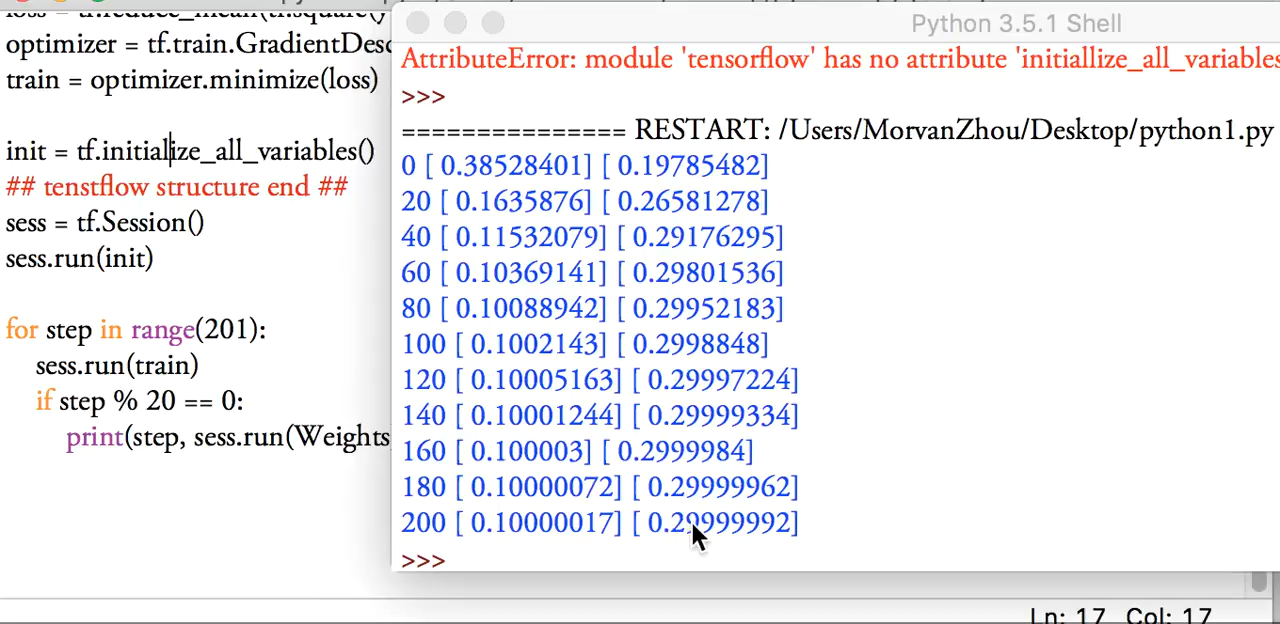 loss = tf.reduce_mean(tf.square(y
optimizer = tf.train.GradientDesc
train = optimizer.minimize(loss)
init = tf.initialize_all_variables()
## tenstflow structure end ##
sess = tf.Session()
sess.run(init)
for step in range(201):
sess.run(train)
if step % 20 == 0:
print(step, sess.run(Weights
Python 3.5.1 Shell
AttributeError: module 'tensorflow' has no attribute 'initiallize_all_variables
>>>
=============== RESTART: /Users/MorvanZhou/Desktop/python1.py
0 [ 0.38528401] [ 0.19785482]
20 [ 0.1635876] [ 0.26581278]
40 [ 0.11532079] [ 0.29176295]
60 [ 0.10369141] [ 0.29801536]
80 [ 0.10088942] [ 0.29952183]
100 [ 0.1002143] [ 0.2998848]
120 [ 0.10005163] [ 0.29997224]
140 [ 0.10001244] [ 0.29999334]
160 [ 0.100003] [ 0.2999984]
180 [ 0.10000072] [ 0.29999962]
200 [ 0.10000017] [ 0.29999992]
>>>
Ln: 17 Col: 17